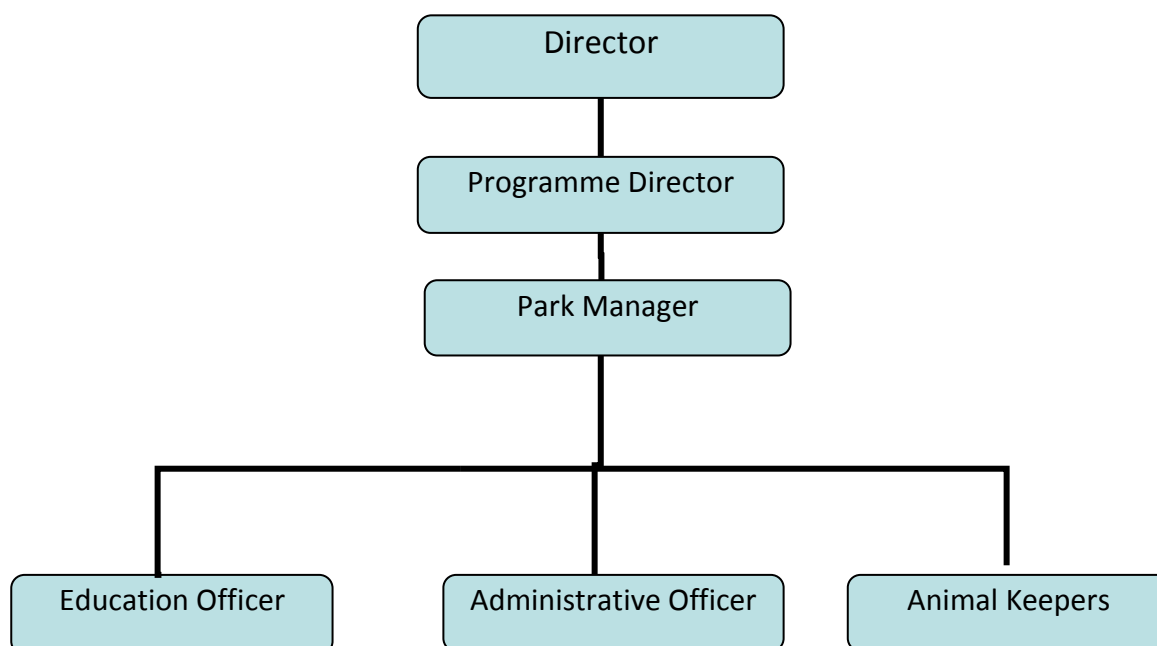 Director
Programme Director
Park Manager
Education Officer
Administrative Officer
Animal Keepers